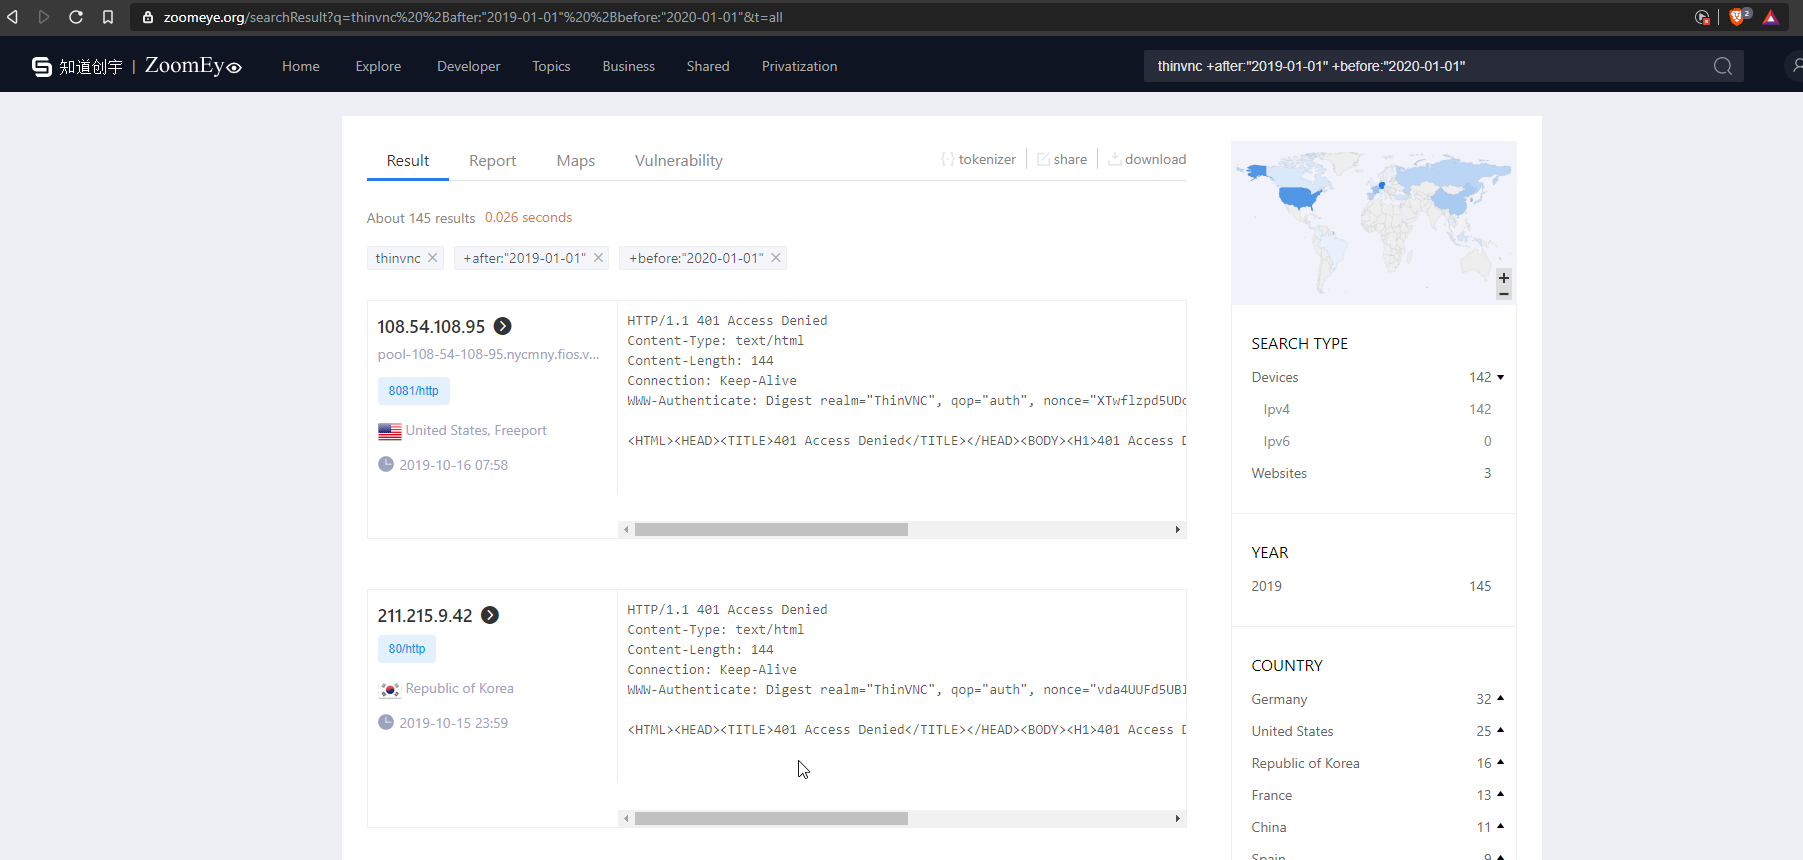 zoomeye.org/searchResult?q=thinvnc%20%2Bafter:"2019-01-01"%20%2Bbefore:"2020-01-01"&t=all
2
知道创宇 | ZoomEye
Home Explore Developer Topics Business Shared Privatization
thinvnc +after:"2019-01-01" +before:"2020-01-01"
Result Report Maps Vulnerability
tokenizer share download
About 145 results 0.026 seconds
thinvnc
+after:"2019-01-01"
+before:"2020-01-01"
108.54.108.95
pool-108-54-108-95.nycmny.fios.v...
8081/http
United States, Freeport
2019-10-16 07:58
HTTP/1.1 401 Access Denied
Content-Type: text/html
Content-Length: 144
Connection: Keep-Alive
WWW-Authenticate: Digest realm="ThinVNC", qop="auth",
<HTML><HEAD><TITLE>401 Access Denied</TITLE></HEAD><BODY><H1>401 Access
211.215.9.42
80/http
Republic of Korea
2019-10-15 23:59
HTTP/1.1 401 Access Denied
Content-Type: text/html
Content-Length: 144
Connection: Keep-Alive
WWW-Authenticate: Digest realm="ThinVNC", qop="auth",
<HTML><HEAD><TITLE>401 Access Denied</TITLE></HEAD><BODY><H1>401 Access
+
−
SEARCH TYPE
Devices 142
Ipv4 142
Ipv6 0
Websites 3
YEAR
2019 145
COUNTRY
Germany 32
United States 25
Republic of Korea 16
France 13
China 11